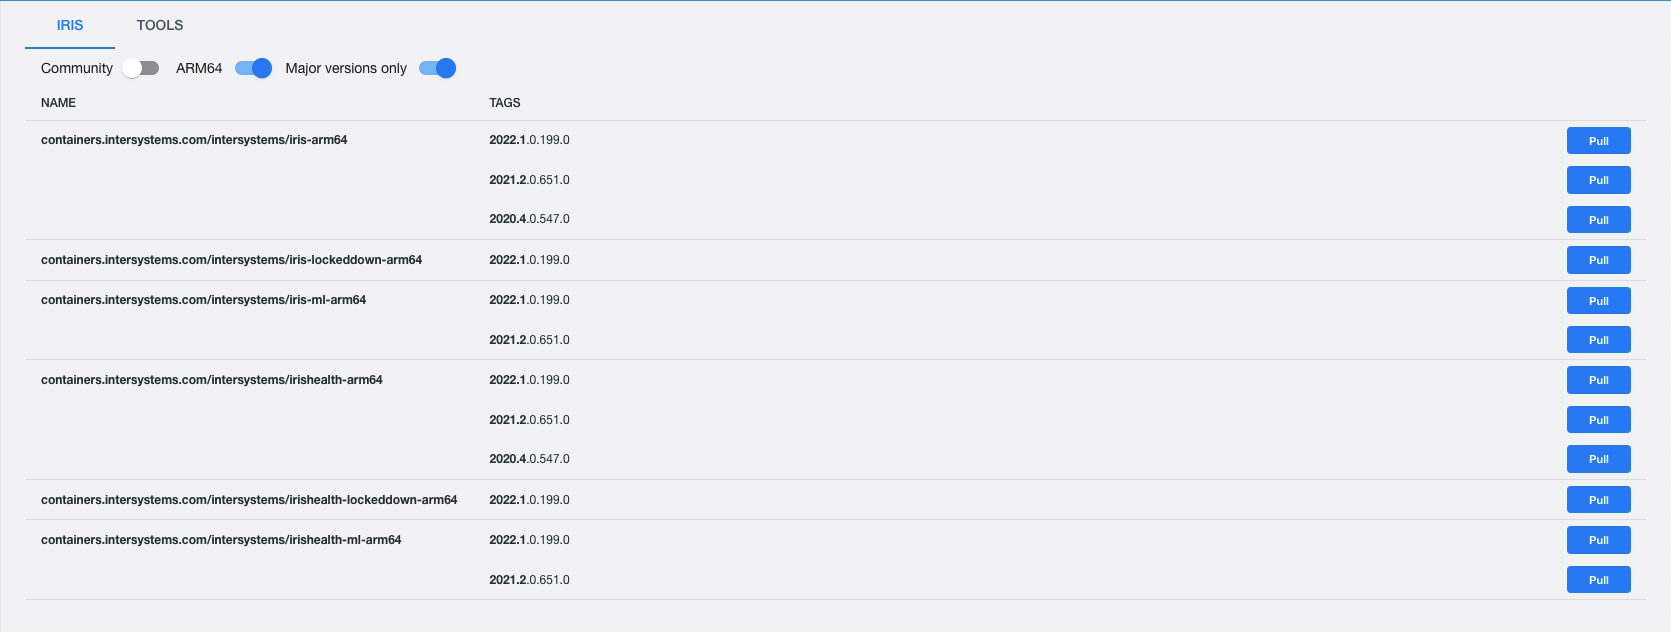 IRIS TOOLS
Community ARM64 Major versions only
NAME TAGS
containers.intersystems.com/intersystems/iris-arm64 2022.1.0.199.0 Pull
2021.2.0.651.0 Pull
2020.4.0.547.0 Pull
containers.intersystems.com/intersystems/iris-lockeddown-arm64 2022.1.0.199.0 Pull
containers.intersystems.com/intersystems/iris-ml-arm64 2022.1.0.199.0 Pull
2021.2.0.651.0 Pull
containers.intersystems.com/intersystems/irishealth-arm64 2022.1.0.199.0 Pull
2021.2.0.651.0 Pull
2020.4.0.547.0 Pull
containers.intersystems.com/intersystems/irishealth-lockeddown-arm64 2022.1.0.199.0 Pull
containers.intersystems.com/intersystems/irishealth-ml-arm64 2022.1.0.199.0 Pull
2021.2.0.651.0 Pull